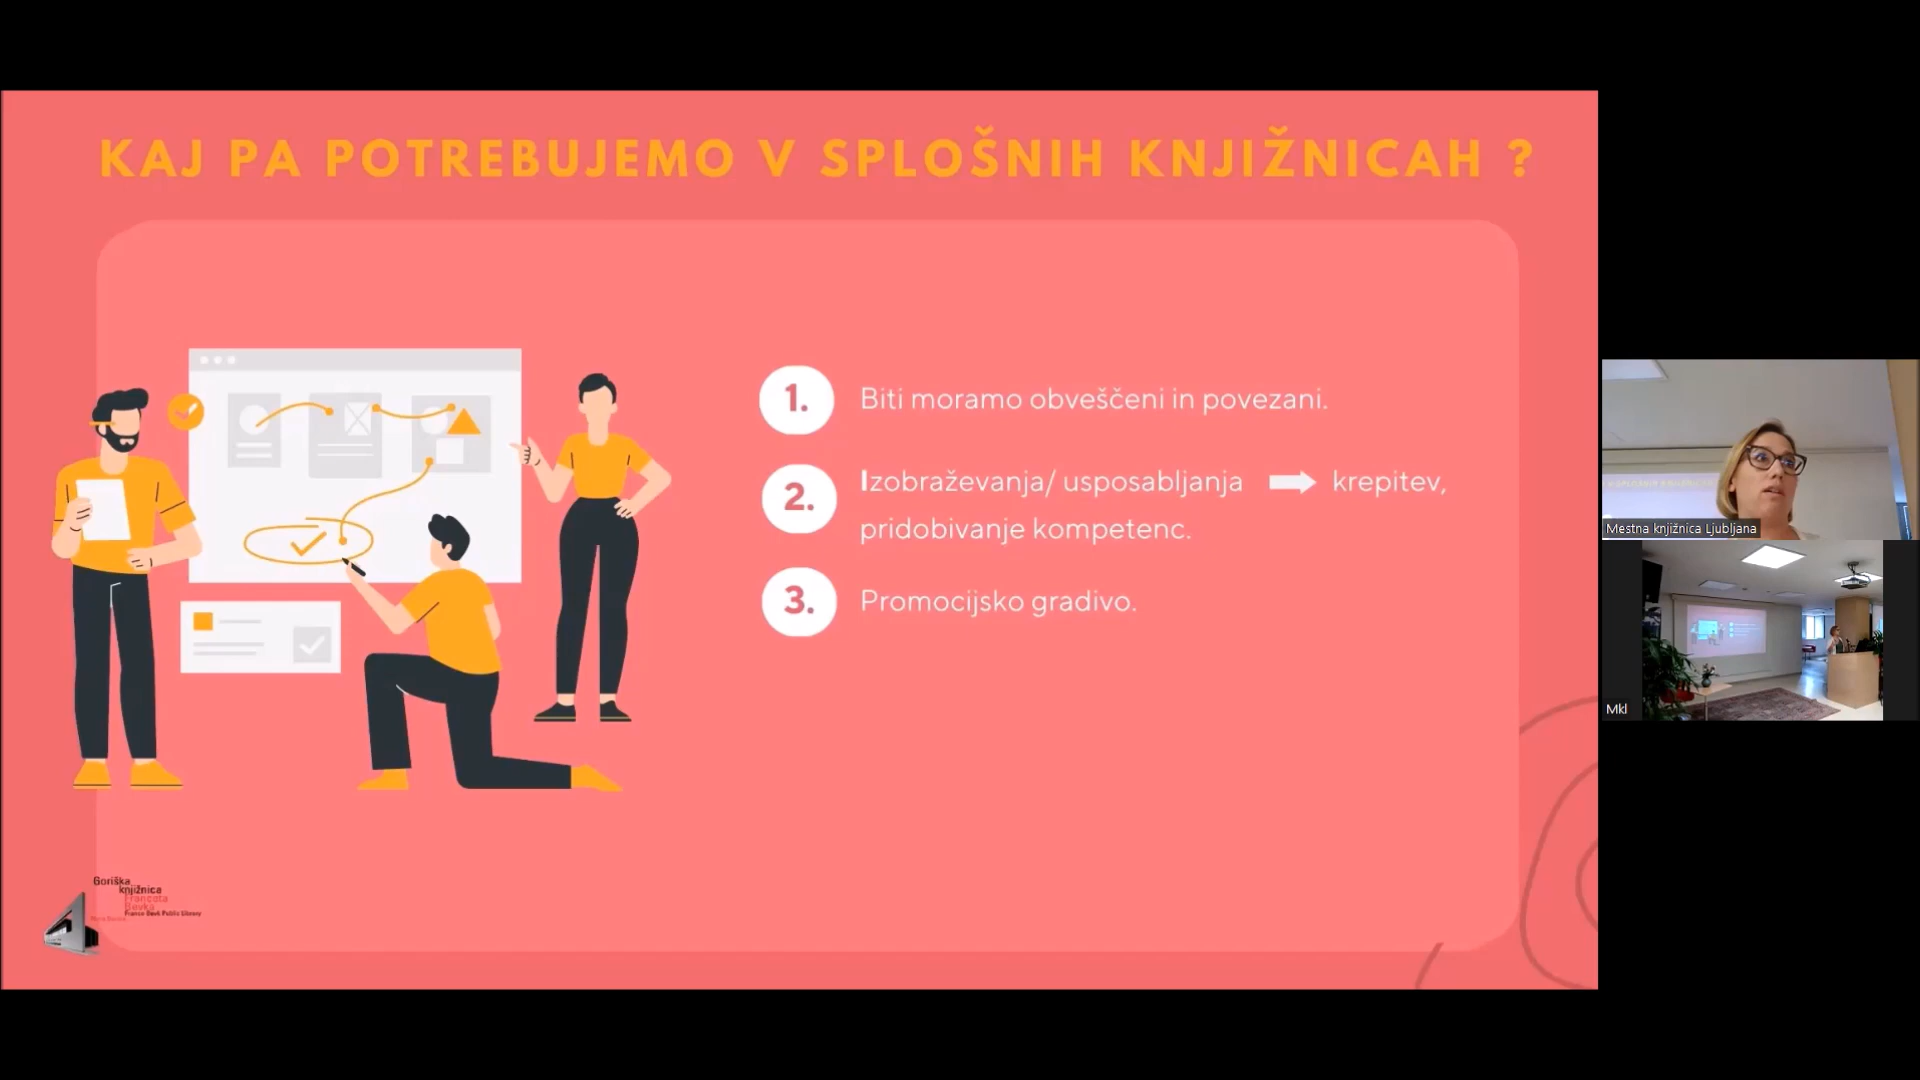 KAJ PA POTREBUJEMO V SPLOŠNIH KNJIŽNICAH ?
1. Biti moramo obveščeni in povezani.
2. Izobraževanja/ usposabljanja krepitev,
pridobivanje kompetenc.
3. Promocijsko gradivo.
Goriška
knjižnica
Franceta
Bevka
France Bevk Public Library
Mestna knjižnica Ljubljana
Mkl